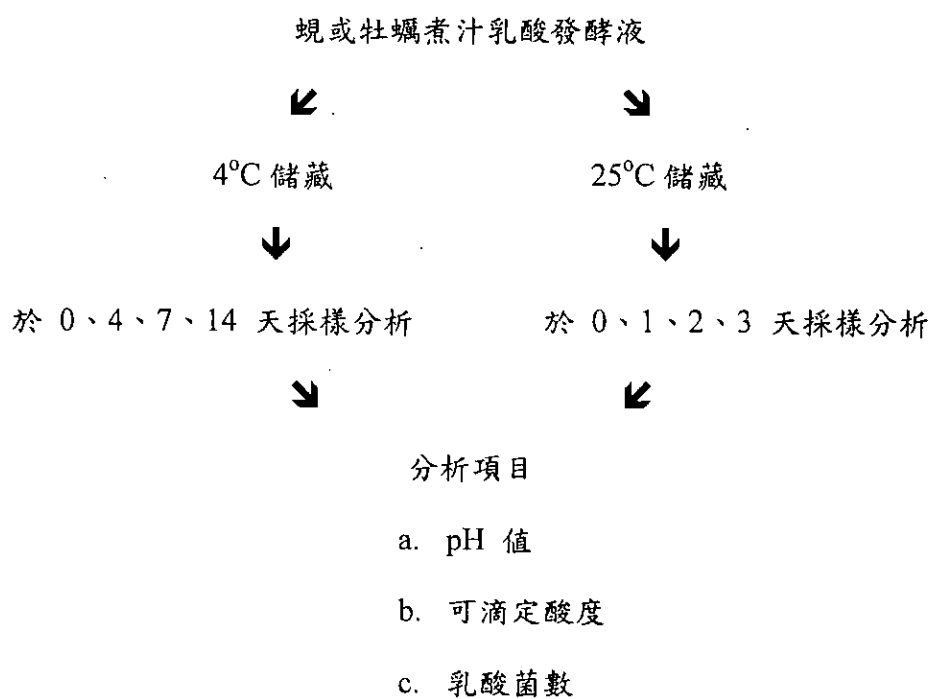 蜆或牡蠣煮汁乳酸發酵液
4°C 儲藏 25°C 儲藏
於 0、4、7、14 天採樣分析 於 0、1、2、3 天採樣分析
分析項目
a. pH 值
b. 可滴定酸度
c. 乳酸菌數